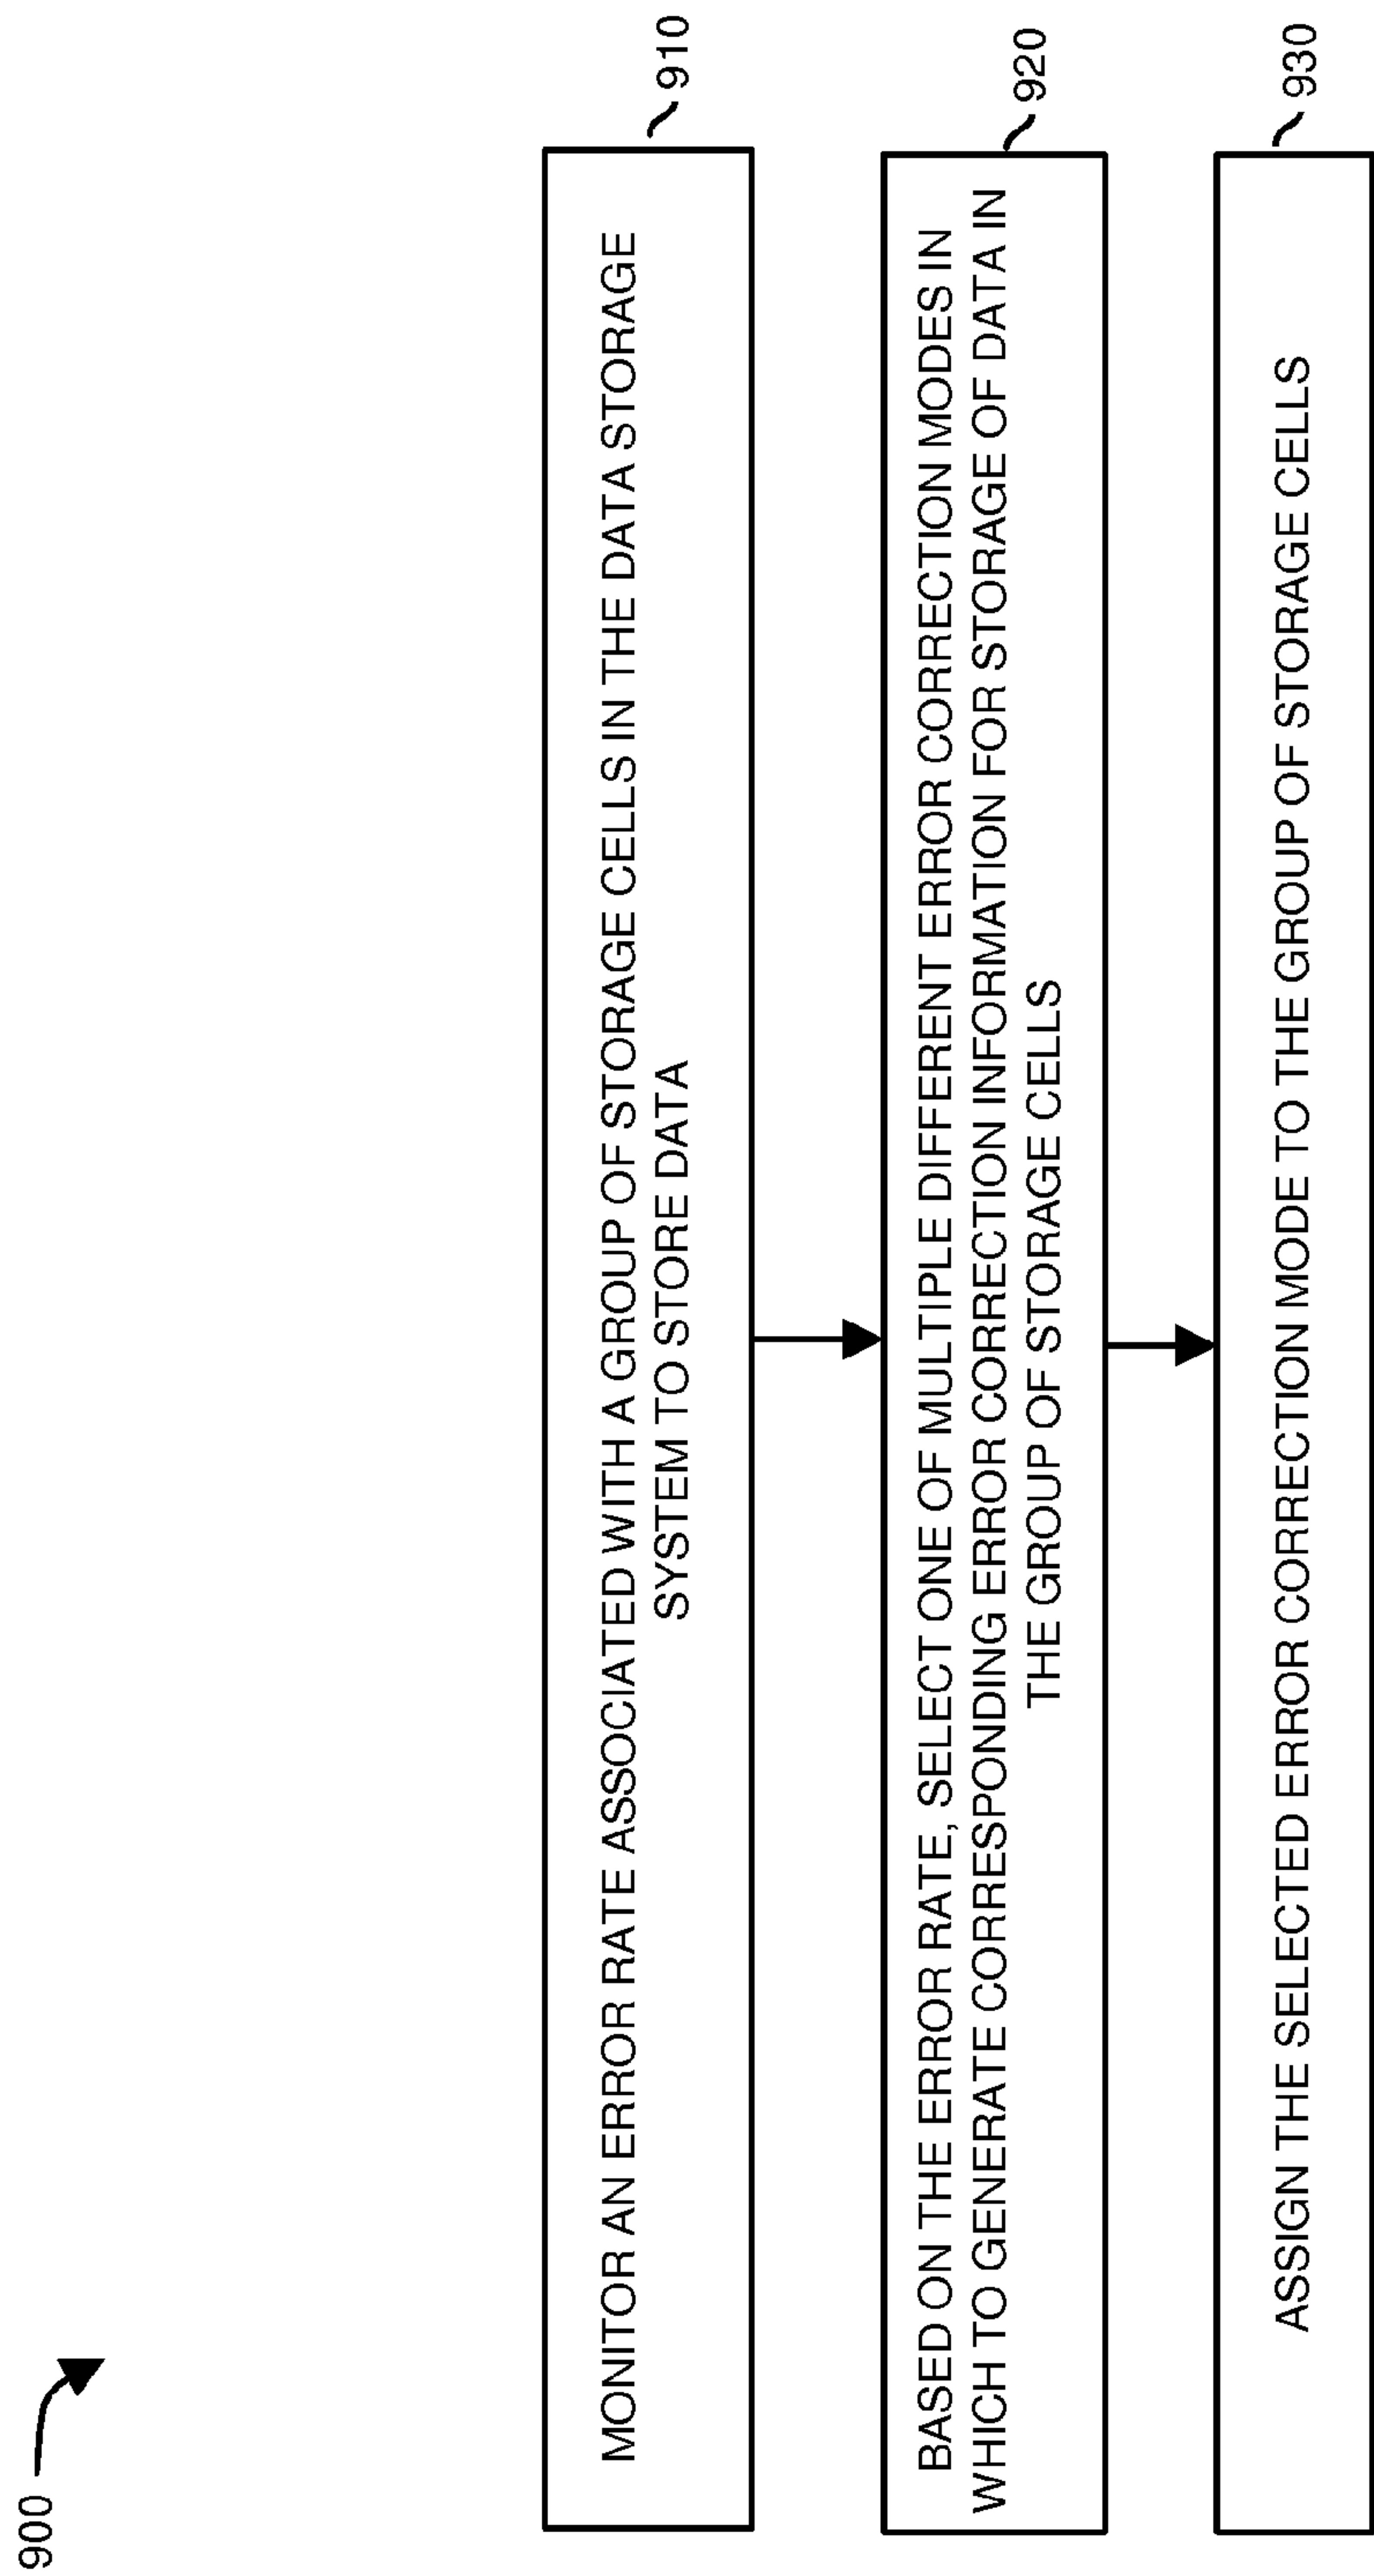 900
MONITOR AN ERROR RATE ASSOCIATED WITH A GROUP OF STORAGE CELLS IN THE DATA STORAGE
SYSTEM TO STORE DATA
910
BASED ON THE ERROR RATE, SELECT ONE OF MULTIPLE DIFFERENT ERROR CORRECTION MODES IN
WHICH TO GENERATE CORRESPONDING ERROR CORRECTION INFORMATION FOR STORAGE OF DATA IN
THE GROUP OF STORAGE CELLS
920
ASSIGN THE SELECTED ERROR CORRECTION MODE TO THE GROUP OF STORAGE CELLS
930